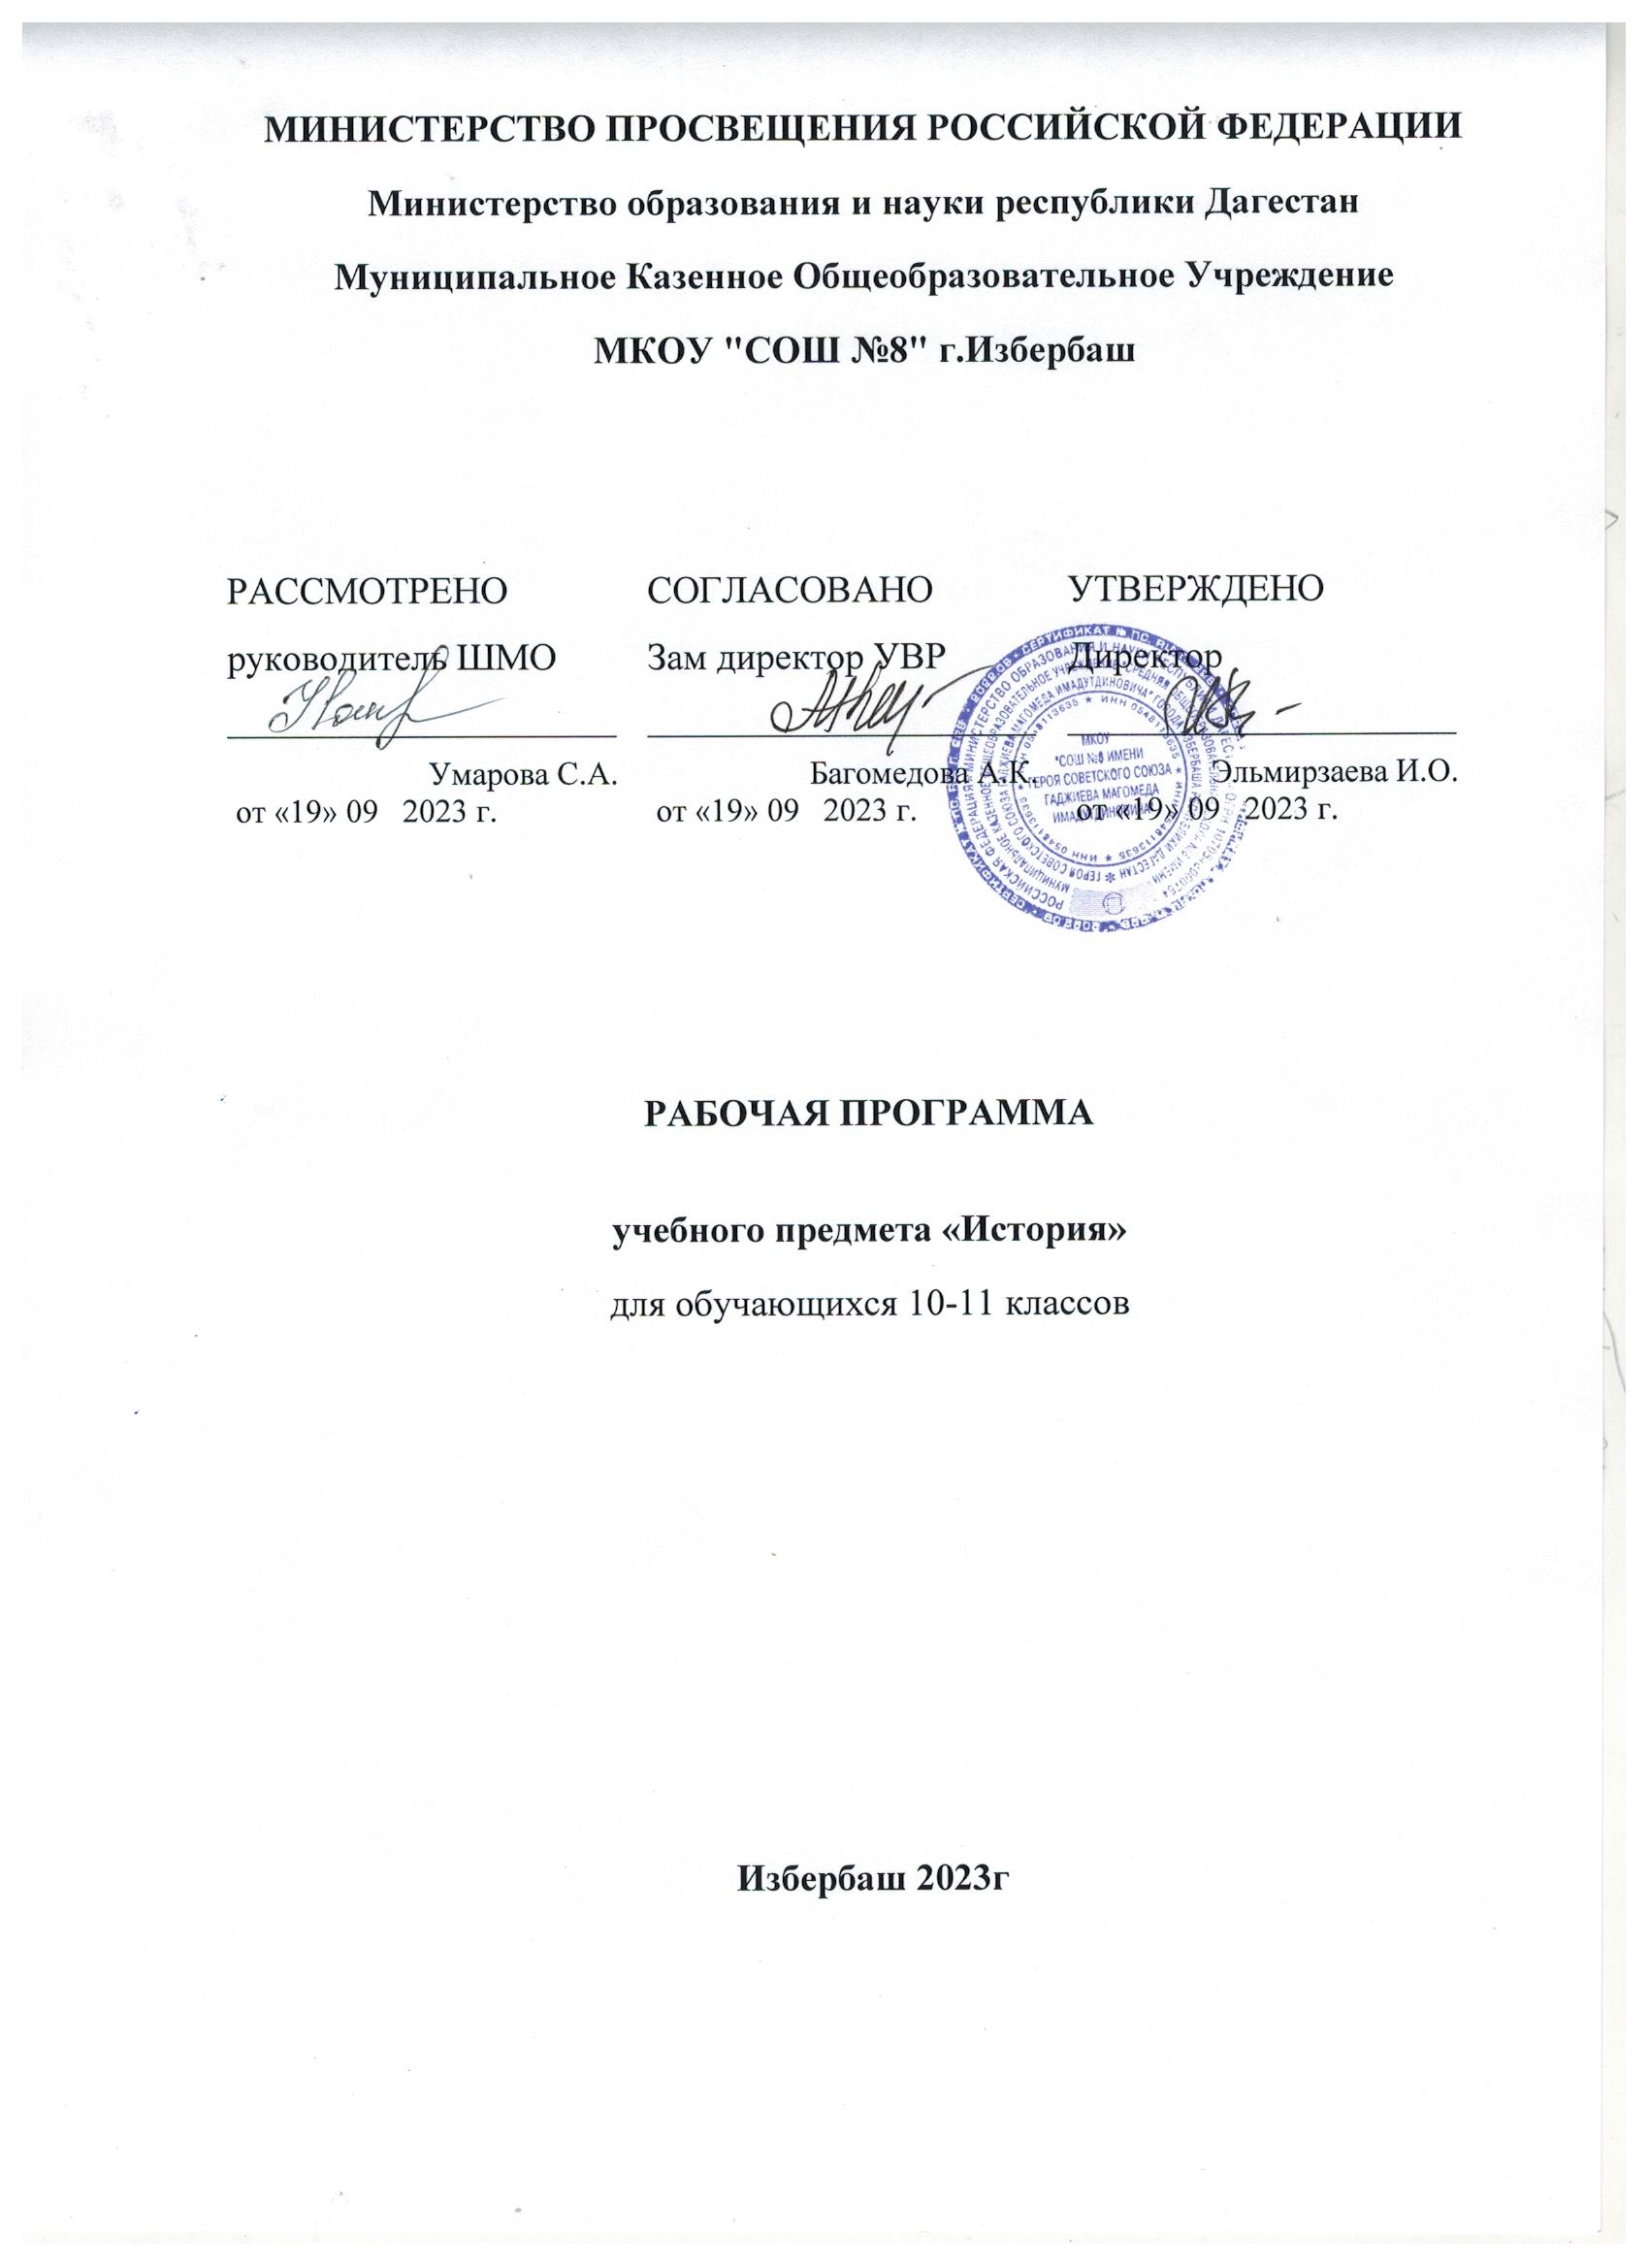 МИНИСТЕРСТВО ПРОСВЕЩЕНИЯ РОССИЙСКОЙ ФЕДЕРАЦИИ
Министерство образования и науки республики Дагестан
Муниципальное Казенное Общеобразовательное Учреждение
МКОУ "СОШ №8" г.Избербаш
РАССМОТРЕНО
руководитель ШМО
Умарова С.А.
от «19» 09 2023 г.
СОГЛАСОВАНО
Зам директор УВР
Багомедова А.К.
от «19» 09 2023 г.
УТВЕРЖДЕНО
Директор
Эльмирзаева И.О.
от «19» 09 2023 г.
МКОУ
"СОШ №8 ИМЕНИ
ГЕРОЯ СОВЕТСКОГО СОЮЗА
ГАДЖИЕВА МАГОМЕДА
ИМАДУТДИНОВИЧА"
РАБОЧАЯ ПРОГРАММА
учебного предмета «История»
для обучающихся 10-11 классов
Избербаш 2023г